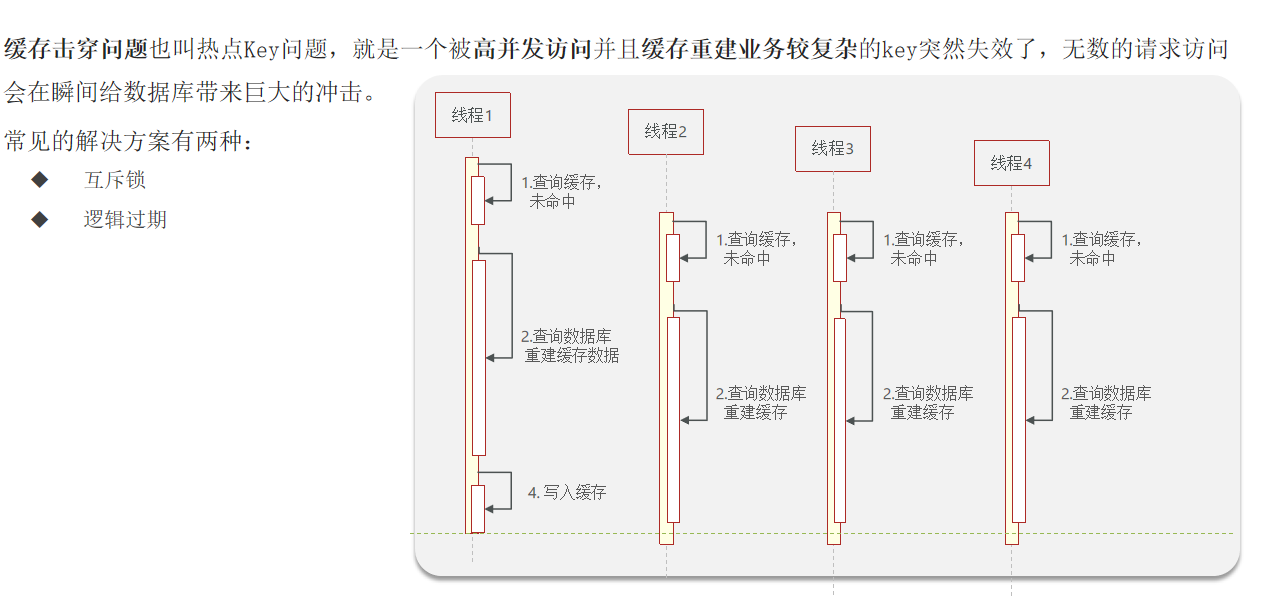 缓存击穿问题也叫热点Key问题，就是一个被高并发访问并且缓存重建业务较复杂的key突然失效了，无数的请求访问
会在瞬间给数据库带来巨大的冲击。
常见的解决方案有两种：
◆ 互斥锁
◆ 逻辑过期
线程1
线程2
线程3
线程4
1.查询缓存，
未命中
2.查询数据库
重建缓存数据
4. 写入缓存
1.查询缓存，
未命中
2.查询数据库
重建缓存
1.查询缓存，
未命中
2.查询数据库
重建缓存
1.查询缓存，
未命中
2.查询数据库
重建缓存